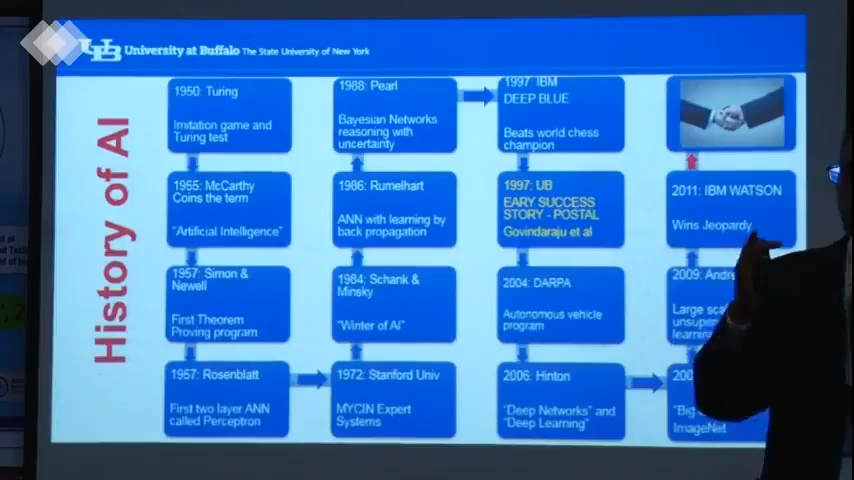 UB University at Buffalo The State University of New York
History of AI
1950: Turing
Imitation game and
Turing test
1955: McCarthy
Coins the term
"Artificial Intelligence"
1957: Simon &
Newell
First Theorem
Proving program
1957: Rosenblatt
First two layer ANN
called Perceptron
1972: Stanford Univ
MYCIN Expert
Systems
1984: Schank &
Minsky
"Winter of AI"
1986: Rumelhart
ANN with learning by
back propagation
1988: Pearl
Bayesian Networks
reasoning with
uncertainty
1997 IBM
DEEP BLUE
Beats world chess
champion
1997: UB
EARY SUCCESS
STORY - POSTAL
Govindaraju et al
2004: DARPA
Autonomous vehicle
program
2006: Hinton
"Deep Networks" and
"Deep Learning"
ImageNet
2009:
Large
2011: IBM WATSON
Wins Jeopardy